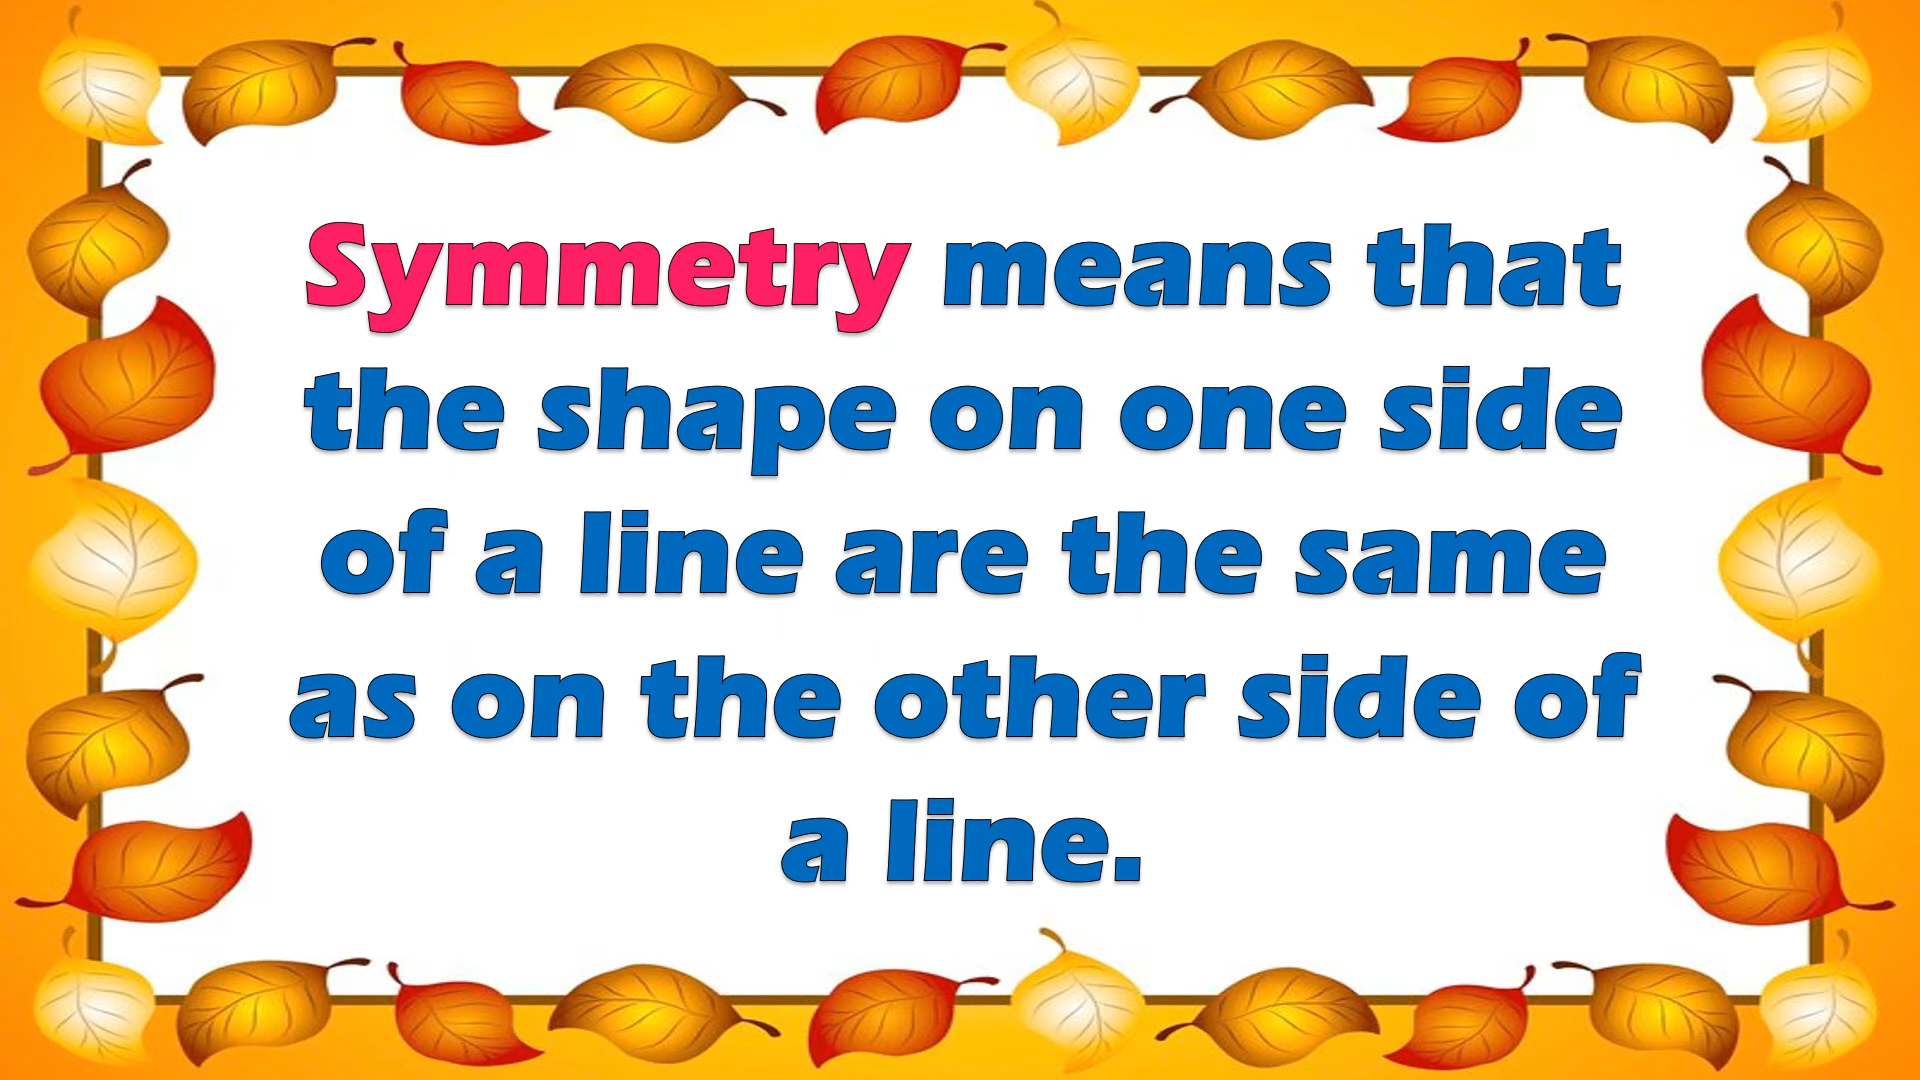 Symmetry means that
the shape on one side
of a line are the same
as on the other side of
a line.